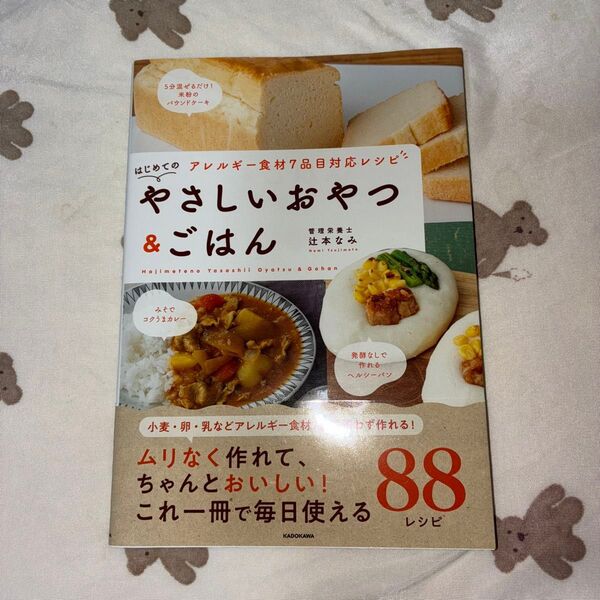 5分混ぜるだけ!
米粉の
パウンドケーキ
アレルギー食材7品目対応レシピ
はじめての
やさしいおやつ
&ごはん
管理栄養士
辻本なみ
Nami Tsujimoto
Hajimeteno Yasashii Oyatsu & Gohan
みそで
コクうまカレー
発酵なしで
作れる
ヘルシーパン
小麦・卵・乳などアレルギー食材 わず作れる!
ムリなく作れて、
ちゃんとおいしい!
これ一冊で毎日使える
88
レシピ
KADOKAWA